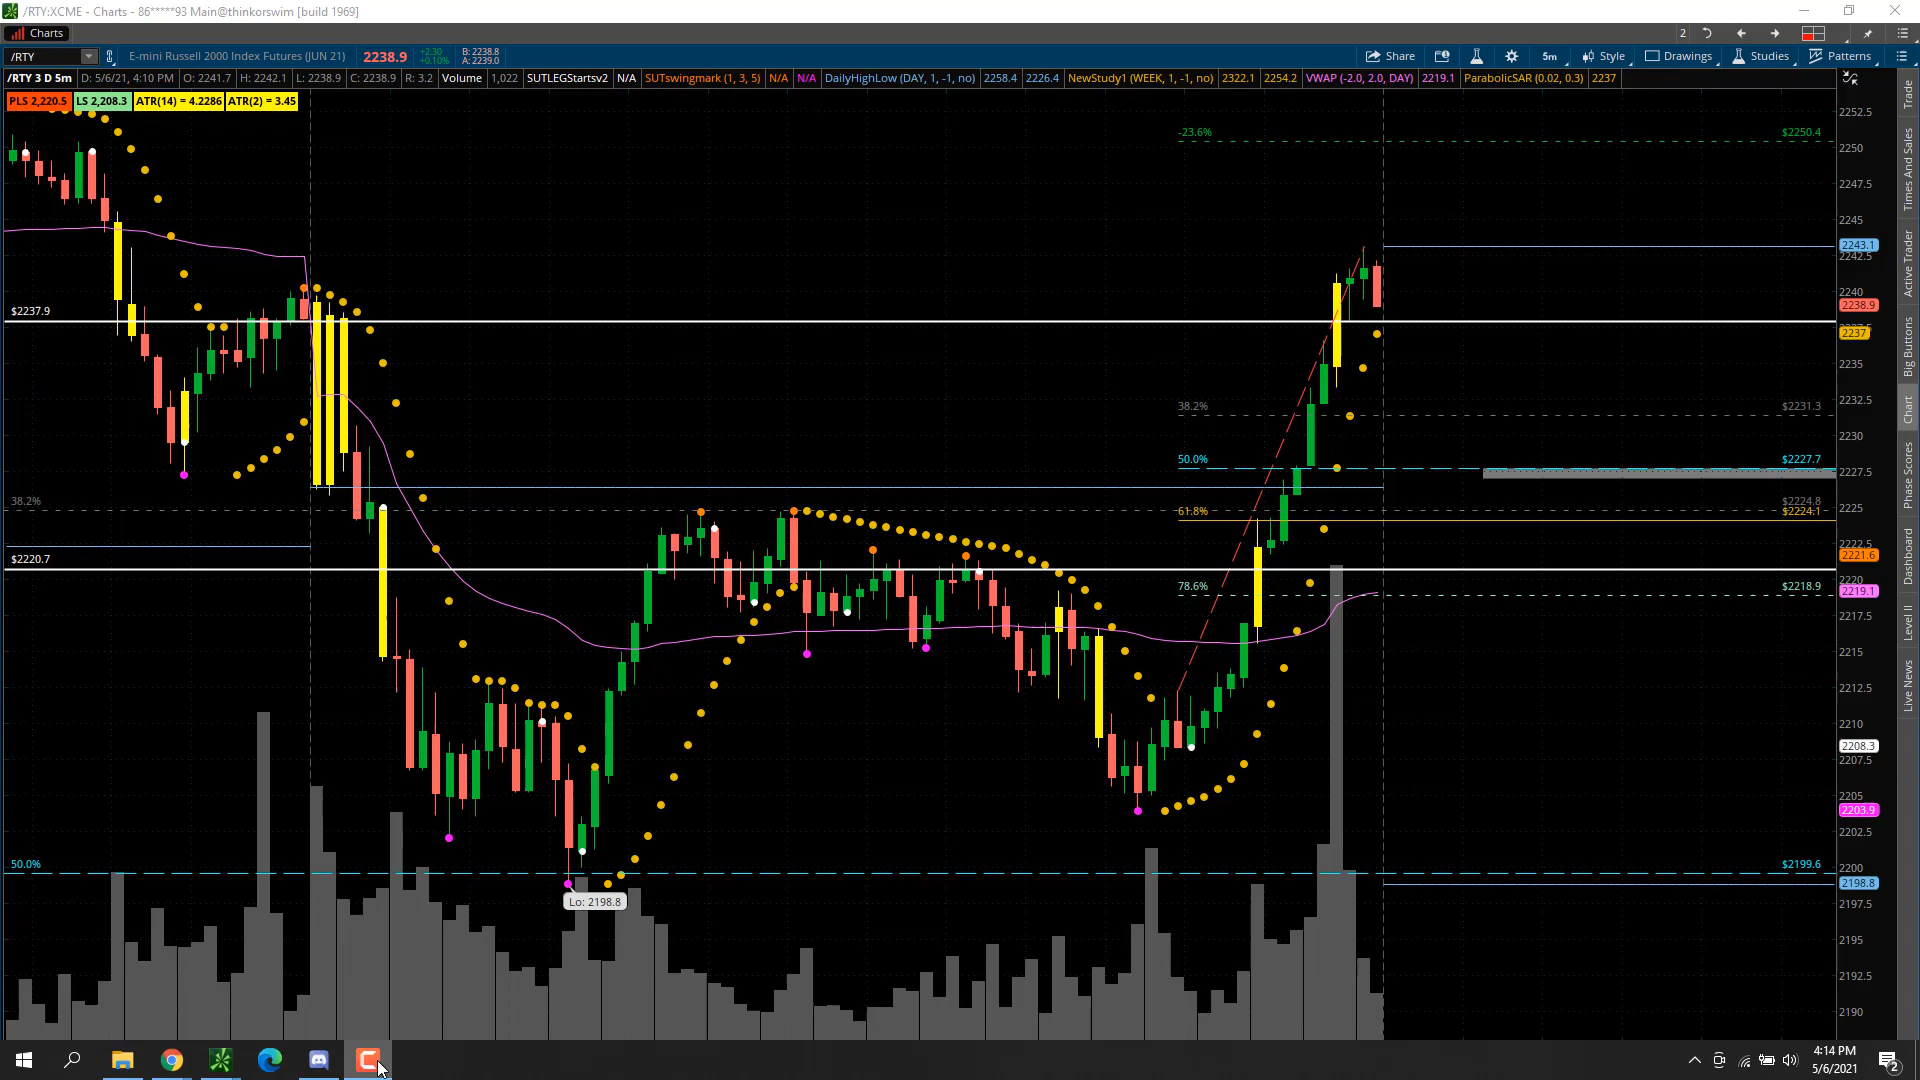 /RTY:XCME - Charts - 86*****93 Main@thinkorswim [build 1969]
Charts
2
/RTY
E-mini Russell 2000 Index Futures (JUN 21)
2238.9
+2.30
+0.10%
B: 2238.8
A: 2239.0
Share
5m
Style
Drawings
Studies
Patterns
/RTY 3 D 5m
D: 5/6/21, 4:10 PM
O: 2241.7
H: 2242.1
L: 2238.9
C: 2238.9
R: 3.2
Volume
1,022
SUTLEGStartsv2
N/A
SUTswingmark (1, 3, 5)
N/A
N/A
DailyHighLow (DAY, 1, -1, no)
2258.4
2226.4
NewStudy1 (WEEK, 1, -1, no)
2322.1
2254.2
VWAP (-2.0, 2.0, DAY)
2219.1
ParabolicSAR (0.02, 0.3)
2237
PLS 2,220.5
LS 2,208.3
ATR(14) = 4.2286
ATR(2) = 3.45
-23.6%
$2250.4
$2237.9
38.2%
$2231.3
50.0%
$2227.7
38.2%
$2224.8
61.8%
$2224.1
$2220.7
78.6%
$2218.9
50.0%
$2199.6
Lo: 2198.8
2252.5
2250
2247.5
2245
2243.1
2242.5
2240
2238.9
2237
2235
2232.5
2230
2227.5
2225
2222.5
2221.6
2220
2219.1
2217.5
2215
2212.5
2210
2208.3
2207.5
2205
2203.9
2202.5
2200
2198.8
2197.5
2195
2192.5
2190
Trade
Times And Sales
Active Trader
Big Buttons
Chart
Phase Scores
Dashboard
Level II
Live News
4:14 PM
5/6/2021
2